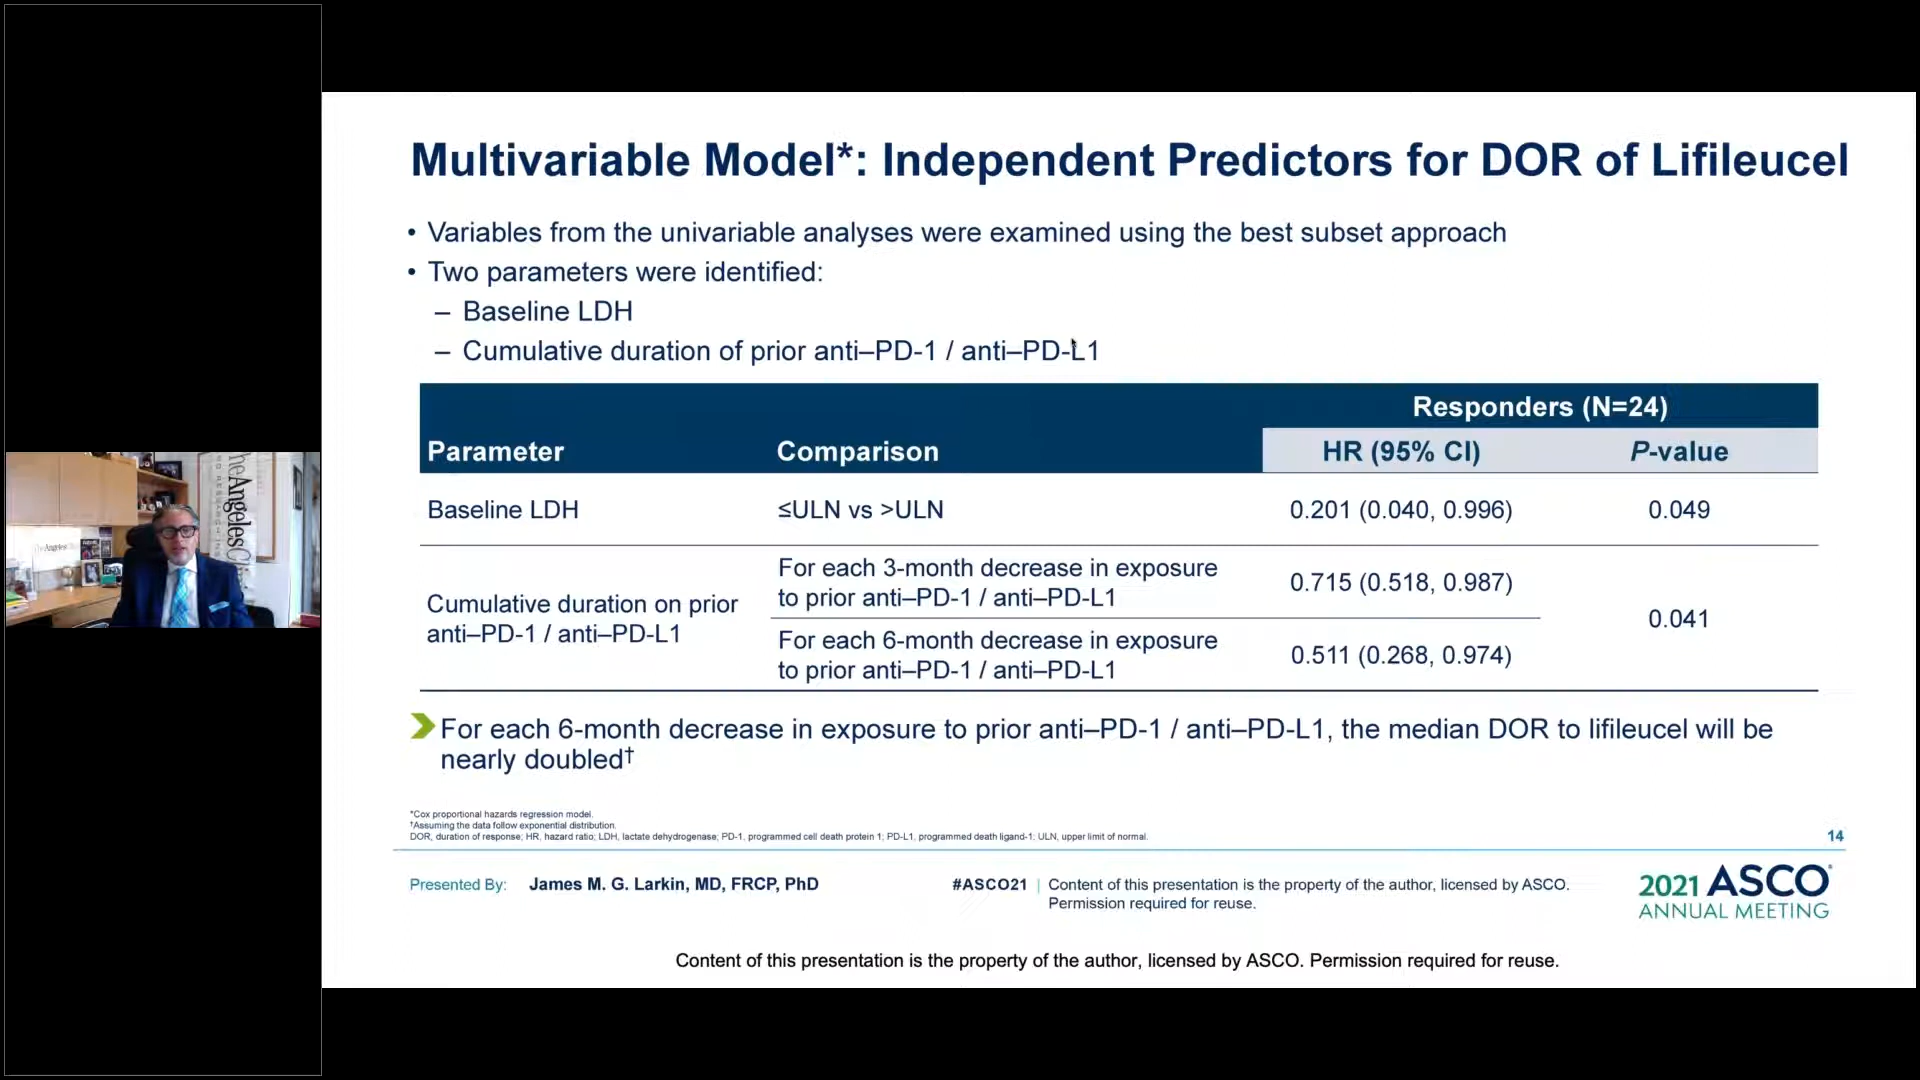 Multivariable Model*: Independent Predictors for DOR of Lifileucel
• Variables from the univariable analyses were examined using the best subset approach
• Two parameters were identified:
– Baseline LDH
– Cumulative duration of prior anti–PD-1 / anti–PD-L1
Responders (N=24)
Parameter Comparison HR (95% CI) P-value
Baseline LDH ≤ULN vs >ULN 0.201 (0.040, 0.996) 0.049
Cumulative duration on prior
anti–PD-1 / anti–PD-L1
For each 3-month decrease in exposure
to prior anti–PD-1 / anti–PD-L1
0.715 (0.518, 0.987)
For each 6-month decrease in exposure
to prior anti–PD-1 / anti–PD-L1
0.511 (0.268, 0.974)
0.041
For each 6-month decrease in exposure to prior anti–PD-1 / anti–PD-L1, the median DOR to lifileucel will be
nearly doubled†
*Cox proportional hazards regression model.
†Assuming the data follow exponential distribution.
DOR, duration of response; HR, hazard ratio; LDH, lactate dehydrogenase; PD-1, programmed cell death protein 1; PD-L1, programmed death ligand-1; ULN, upper limit of normal.
14
Presented By: James M. G. Larkin, MD, FRCP, PhD
#ASCO21 | Content of this presentation is the property of the author, licensed by ASCO.
Permission required for reuse.
2021 ASCO®
ANNUAL MEETING
Content of this presentation is the property of the author, licensed by ASCO. Permission required for reuse.
heAngelesC